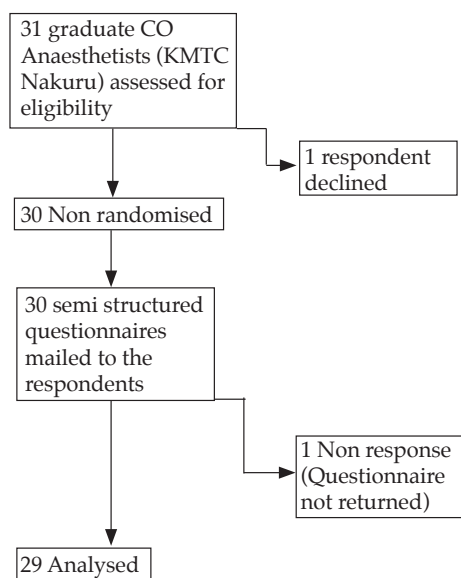 31 graduate CO
Anaesthetists (KMTC
Nakuru) assessed for
eligibility
1 respondent
declined
30 Non randomised
30 semi structured
questionnaires
mailed to the
respondents
1 Non response
(Questionnaire
not returned)
29 Analysed